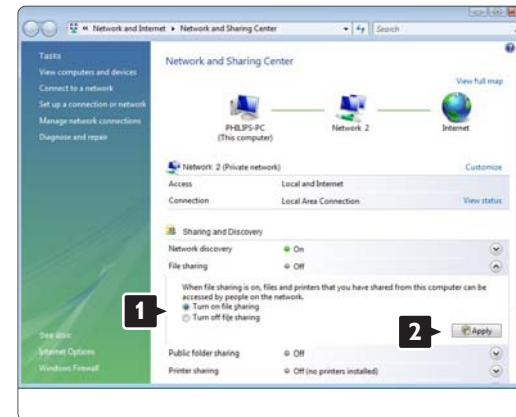 « Network and Internet ▸ Network and Sharing Center
Search
Tasks
View computers and devices
Connect to a network
Set up a connection or network
Manage network connections
Diagnose and repair
See also
Internet Options
Windows Firewall
Network and Sharing Center
View full map
PHILIPS-PC
(This computer)
Network 2
Internet
Network 2 (Private network)
Customize
Access Local and Internet
Connection Local Area Connection View status
Sharing and Discovery
Network discovery On
File sharing Off
When file sharing is on, files and printers that you have shared from this computer can be
accessed by people on the network.
1
Turn on file sharing
Turn off file sharing
2
Apply
Public folder sharing Off
Printer sharing Off (no printers installed)